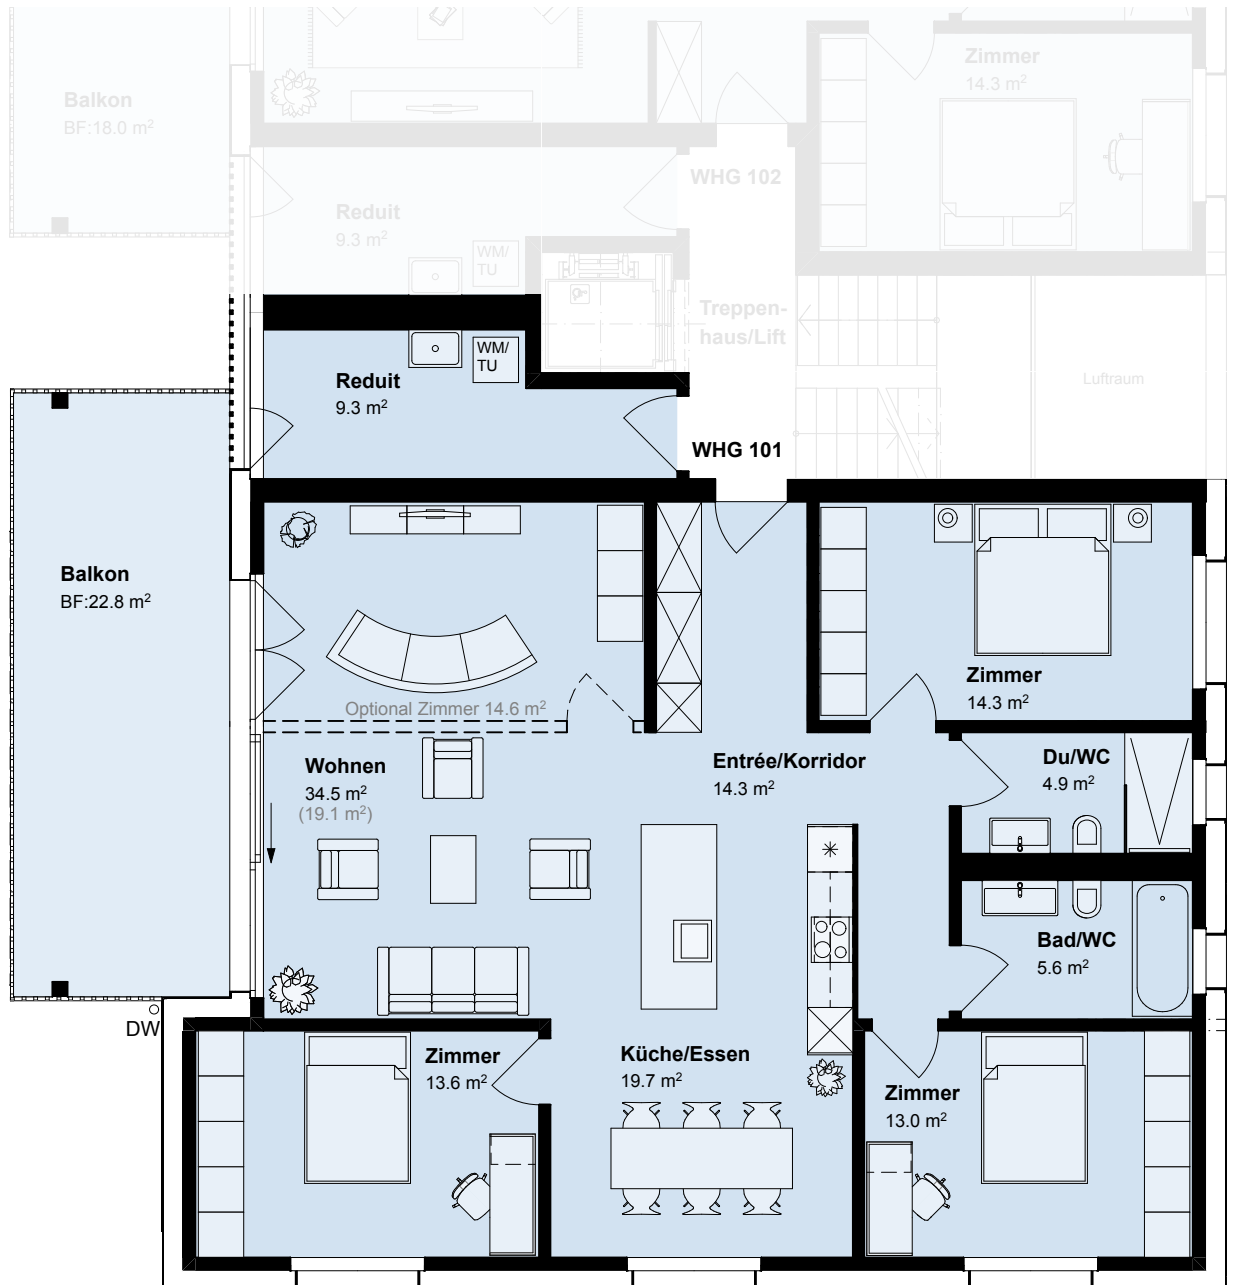 Zimmer
14.3 m²
Balkon
BF:18.0 m²
WHG 102
Reduit
9.3 m²
WM/
TU
Treppen-
haus/Lift
Luftraum
WM/
TU
Reduit
9.3 m²
WHG 101
Balkon
BF:22.8 m²
Zimmer
14.3 m²
Optional Zimmer 14.6 m²
Wohnen
34.5 m²
(19.1 m²)
Entrée/Korridor
14.3 m²
Du/WC
4.9 m²
Bad/WC
5.6 m²
DW
Zimmer
13.6 m²
Küche/Essen
19.7 m²
Zimmer
13.0 m²